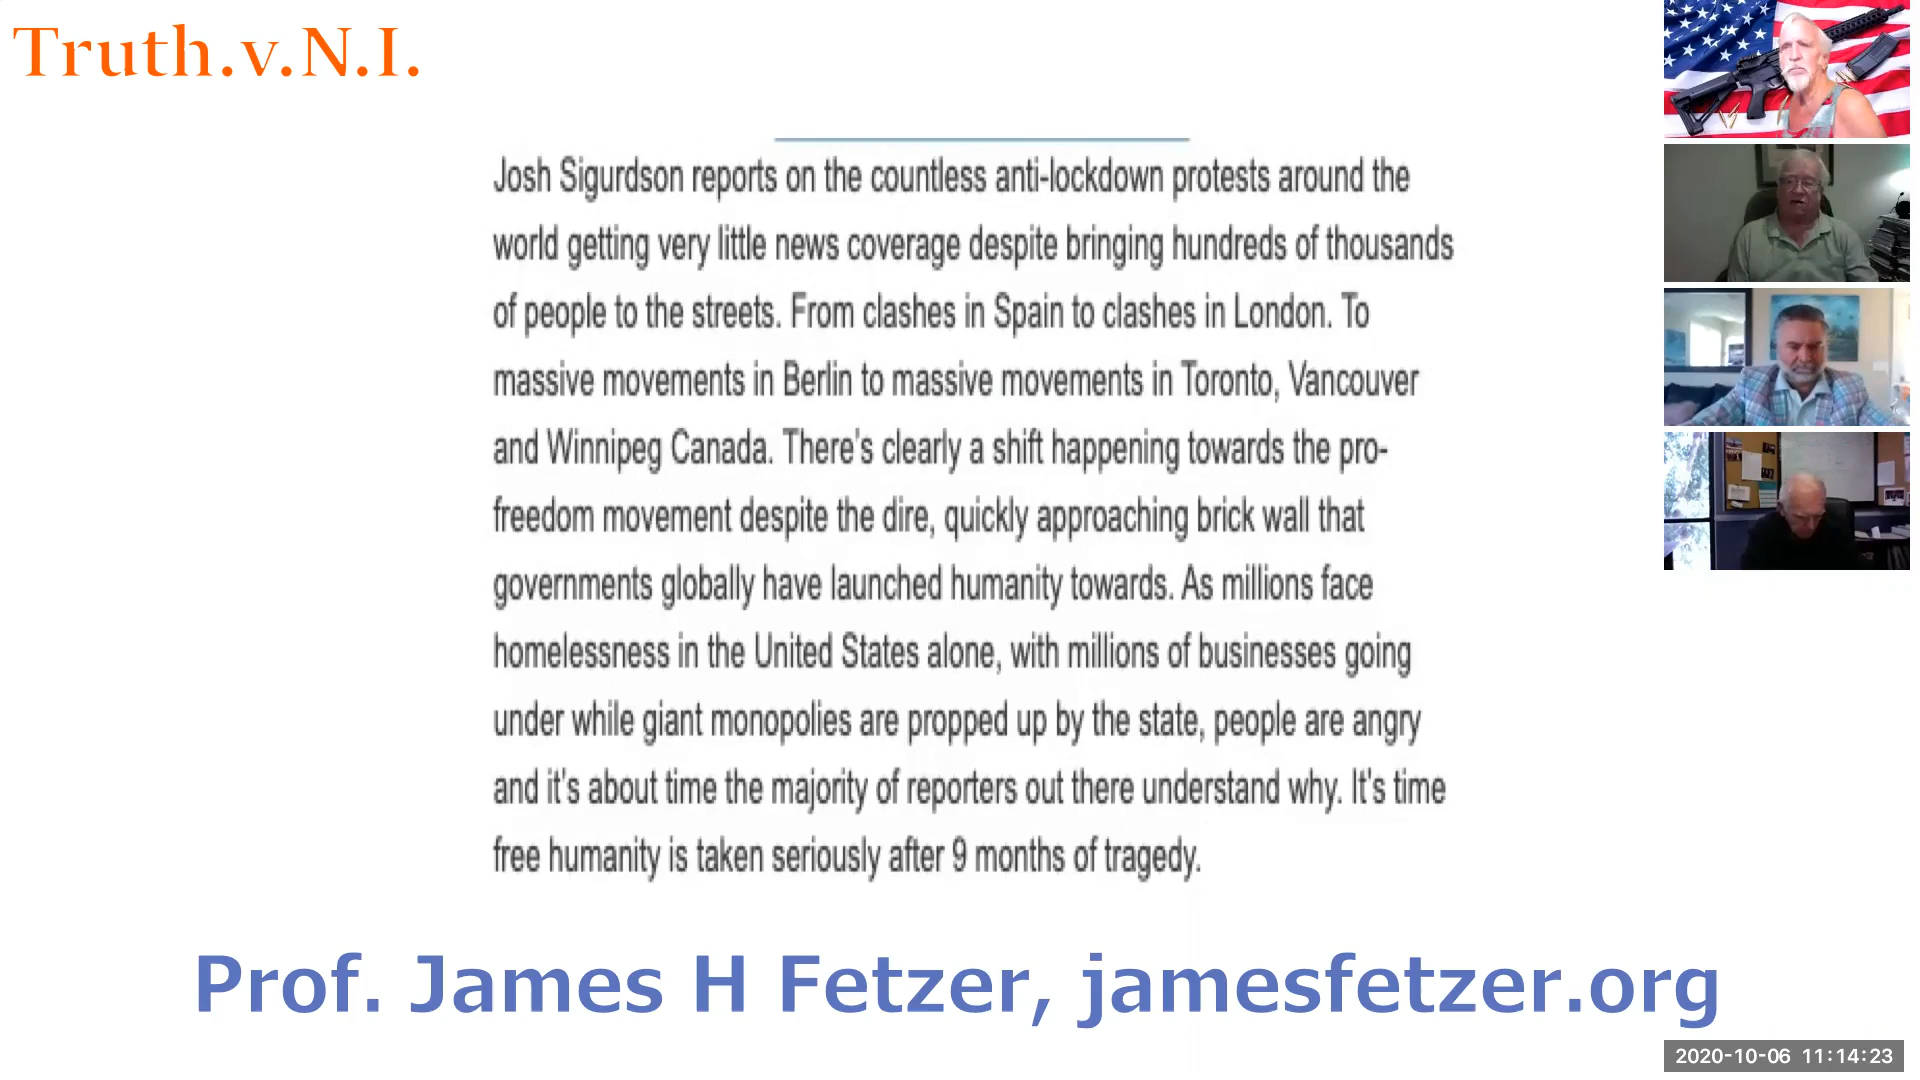 Truth.v.N.I.
Josh Sigurdson reports on the countless anti-lockdown protests around the
world getting very little news coverage despite bringing hundreds of thousands
of people to the streets. From clashes in Spain to clashes in London. To
massive movements in Berlin to massive movements in Toronto, Vancouver
and Winnipeg Canada. There's clearly a shift happening towards the pro-
freedom movement despite the dire, quickly approaching brick wall that
governments globally have launched humanity towards. As millions face
homelessness in the United States alone, with millions of businesses going
under while giant monopolies are propped up by the state, people are angry
and it's about time the majority of reporters out there understand why. It's time
free humanity is taken seriously after 9 months of tragedy.
Prof. James H Fetzer, jamesfetzer.org
2020-10-06 11:14:23